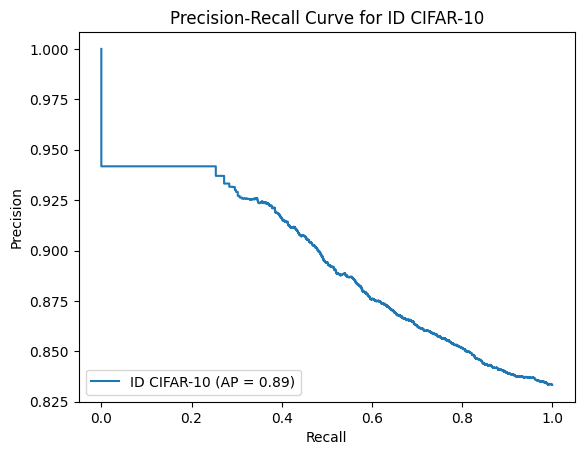 Precision-Recall Curve for ID CIFAR-10
1.000
0.975
0.950
0.925
0.900
0.875
0.850
0.825
Precision
ID CIFAR-10 (AP = 0.89)
0.0 0.2 0.4 0.6 0.8 1.0
Recall